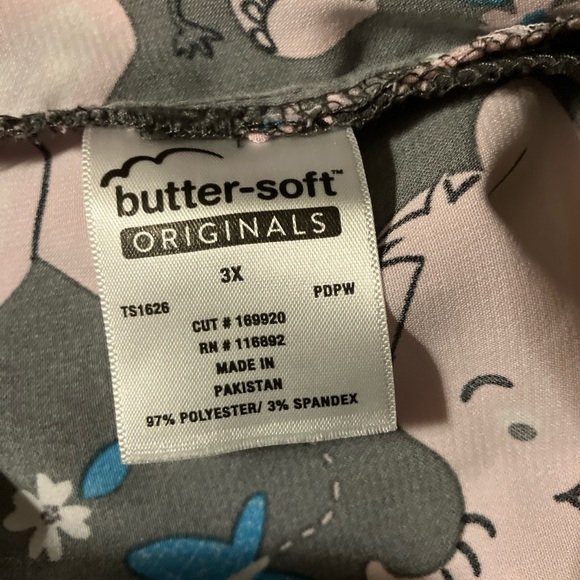 butter-soft™
ORIGINALS
3X
TS1626 PDPW
CUT # 169920
RN # 116892
MADE IN
PAKISTAN
97% POLYESTER/ 3% SPANDEX